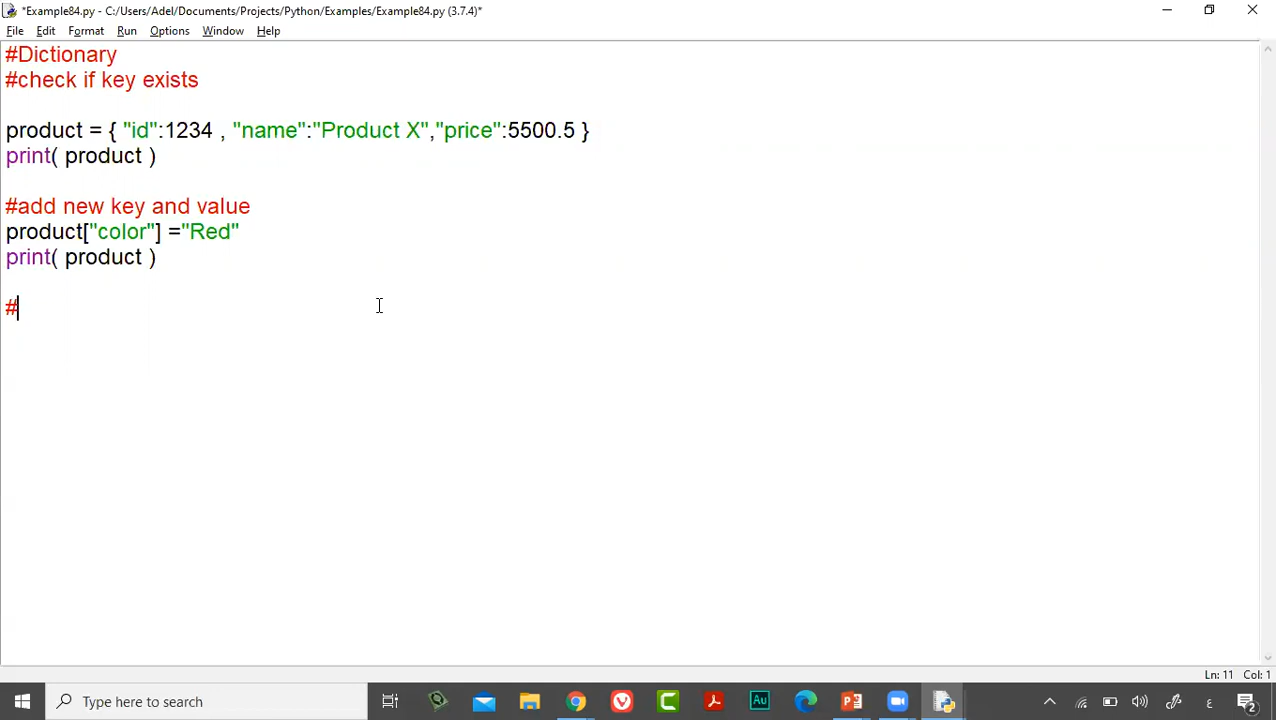 *Example84.py - C:/Users/Adel/Documents/Projects/Python/Examples/Example84.py (3.7.4)*
File Edit Format Run Options Window Help
#Dictionary
#check if key exists
product = { "id":1234 , "name":"Product X","price":5500.5 }
print( product )
#add new key and value
product["color"] ="Red"
print( product )
#
Ln: 11 Col: 1
Type here to search
Au
ع
2